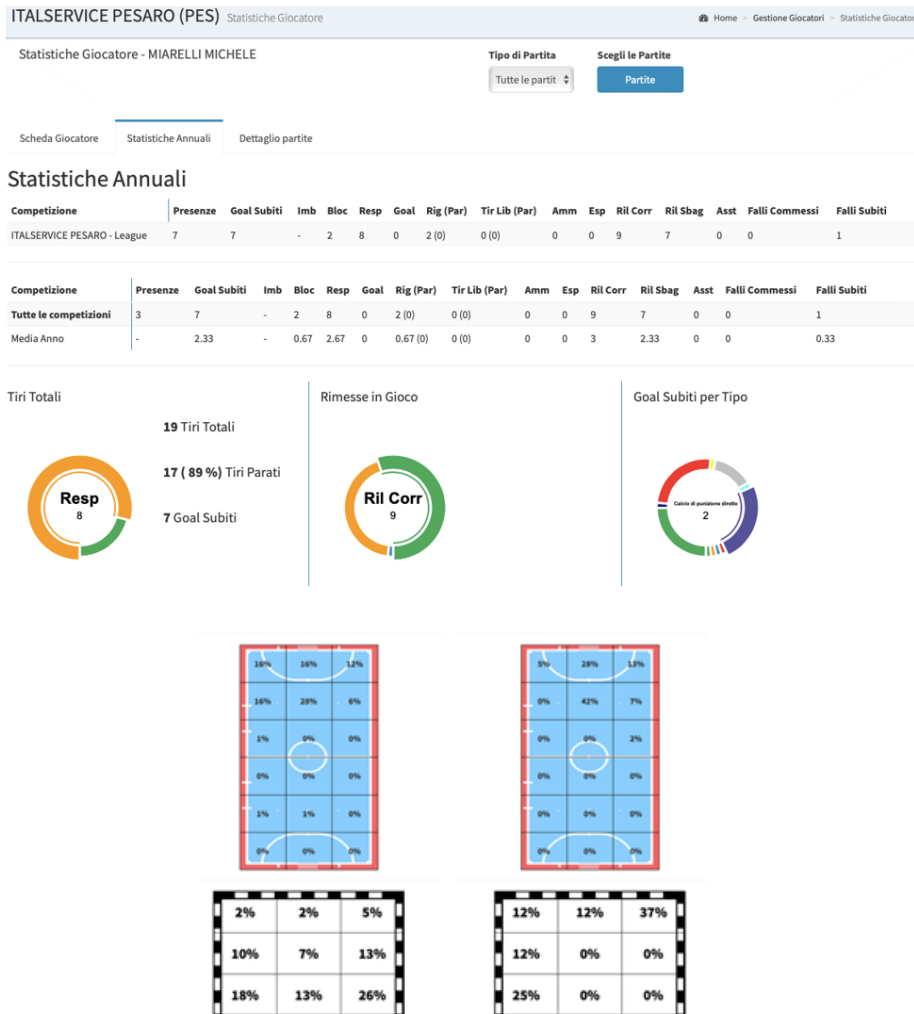 ITALSERVICE PESARO (PES) Statistiche Giocatore Home > Gestione Giocatori > Statistiche Giocator
Statistiche Giocatore - MIARELLI MICHELE
Tipo di Partita Scegli le Partite
Tutte le partit Partite
Scheda Giocatore Statistiche Annuali Dettaglio partite
Statistiche Annuali
Competizione Presenze Goal Subiti Imb Bloc Resp Goal Rig (Par) Tir Lib (Par) Amm Esp Ril Corr Ril Sbag Asst Falli Commessi Falli Subiti
ITALSERVICE PESARO - League 7 7 - 2 8 0 2 (0) 0 (0) 0 0 9 7 0 0 1
Competizione Presenze Goal Subiti Imb Bloc Resp Goal Rig (Par) Tir Lib (Par) Amm Esp Ril Corr Ril Sbag Asst Falli Commessi Falli Subiti
Tutte le competizioni 3 7 - 2 8 0 2 (0) 0 (0) 0 0 9 7 0 0 1
Media Anno - 2.33 - 0.67 2.67 0 0.67 (0) 0 (0) 0 0 3 2.33 0 0 0.33
Tiri Totali Rimesse in Gioco Goal Subiti per Tipo
19 Tiri Totali
17 ( 89 %) Tiri Parati
7 Goal Subiti
Resp
8
Ril Corr
9
Calcio di punizione diretto
2
16% 16% 12% 5% 28% 13%
16% 28% 6% 0% 42% 7%
1% 0% 0% 0% 0% 2%
0% 0% 0% 0% 0% 0%
1% 1% 0% 0% 0% 0%
0% 0% 0% 0% 0% 0%
2% 2% 5% 12% 12% 37%
10% 7% 13% 12% 0% 0%
18% 13% 26% 25% 0% 0%